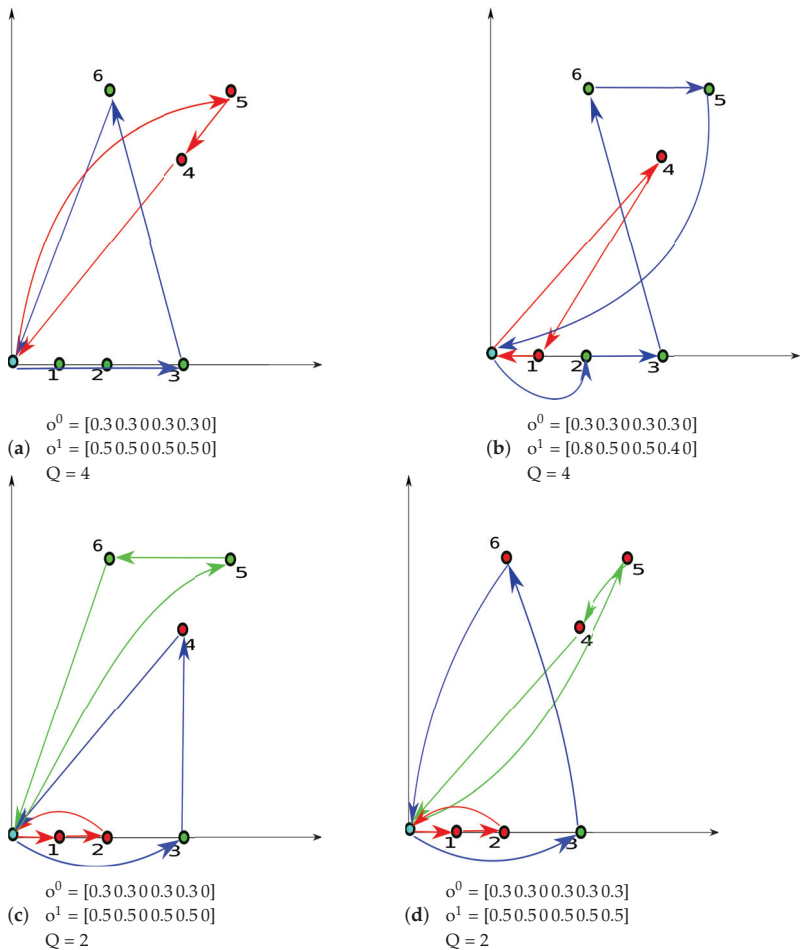 6
5
4
1
2
3
6
5
4
1
2
3
o⁰ = [0.3 0.3 0 0.3 0.3 0]
(a) o¹ = [0.5 0.5 0 0.5 0.5 0]
Q = 4
o⁰ = [0.3 0.3 0 0.3 0.3 0]
(b) o¹ = [0.8 0.5 0 0.5 0.4 0]
Q = 4
6
5
4
1
2
3
6
5
4
1
2
3
o⁰ = [0.3 0.3 0 0.3 0.3 0]
(c) o¹ = [0.5 0.5 0 0.5 0.5 0]
Q = 2
o⁰ = [0.3 0.3 0 0.3 0.3 0.3]
(d) o¹ = [0.5 0.5 0 0.5 0.5 0.5]
Q = 2